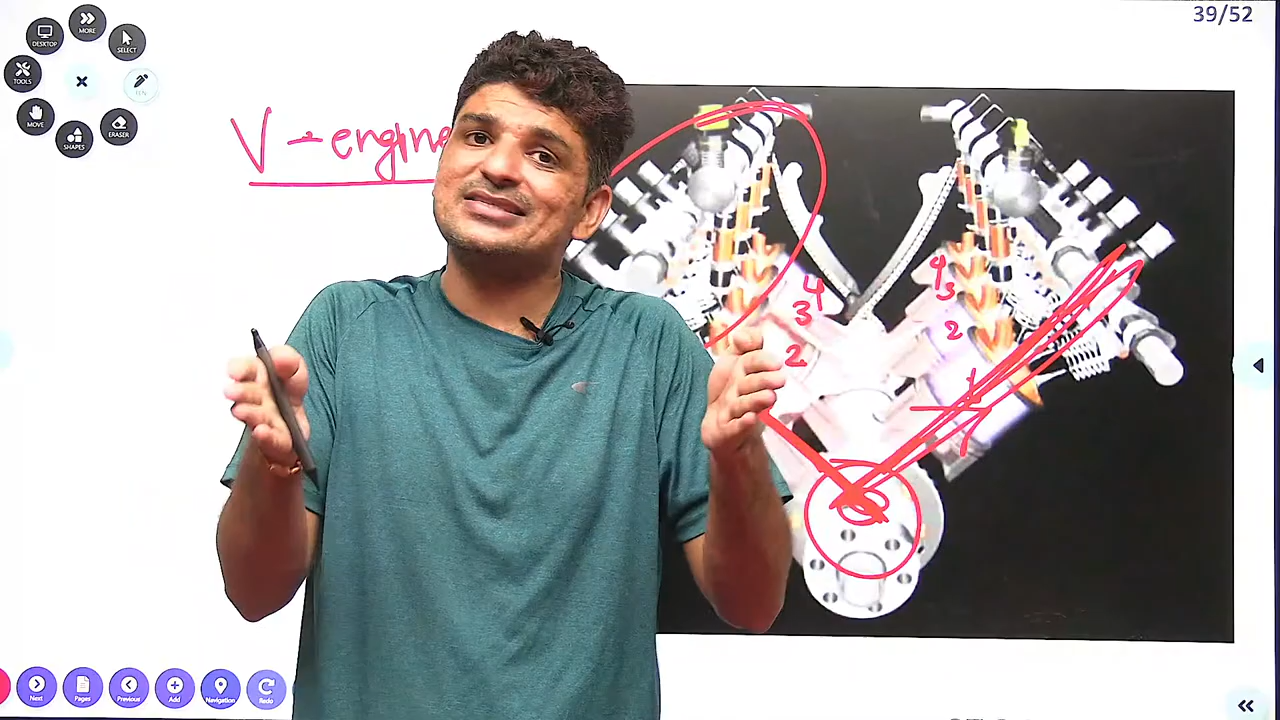 39/52
MORE
DESKTOP
SELECT
TOOLS
PEN
MOVE
ERASER
SHAPES
V-engine
4
3
2
4
3
2
1
Next
Pages
Previous
Add
Navigation
Redo